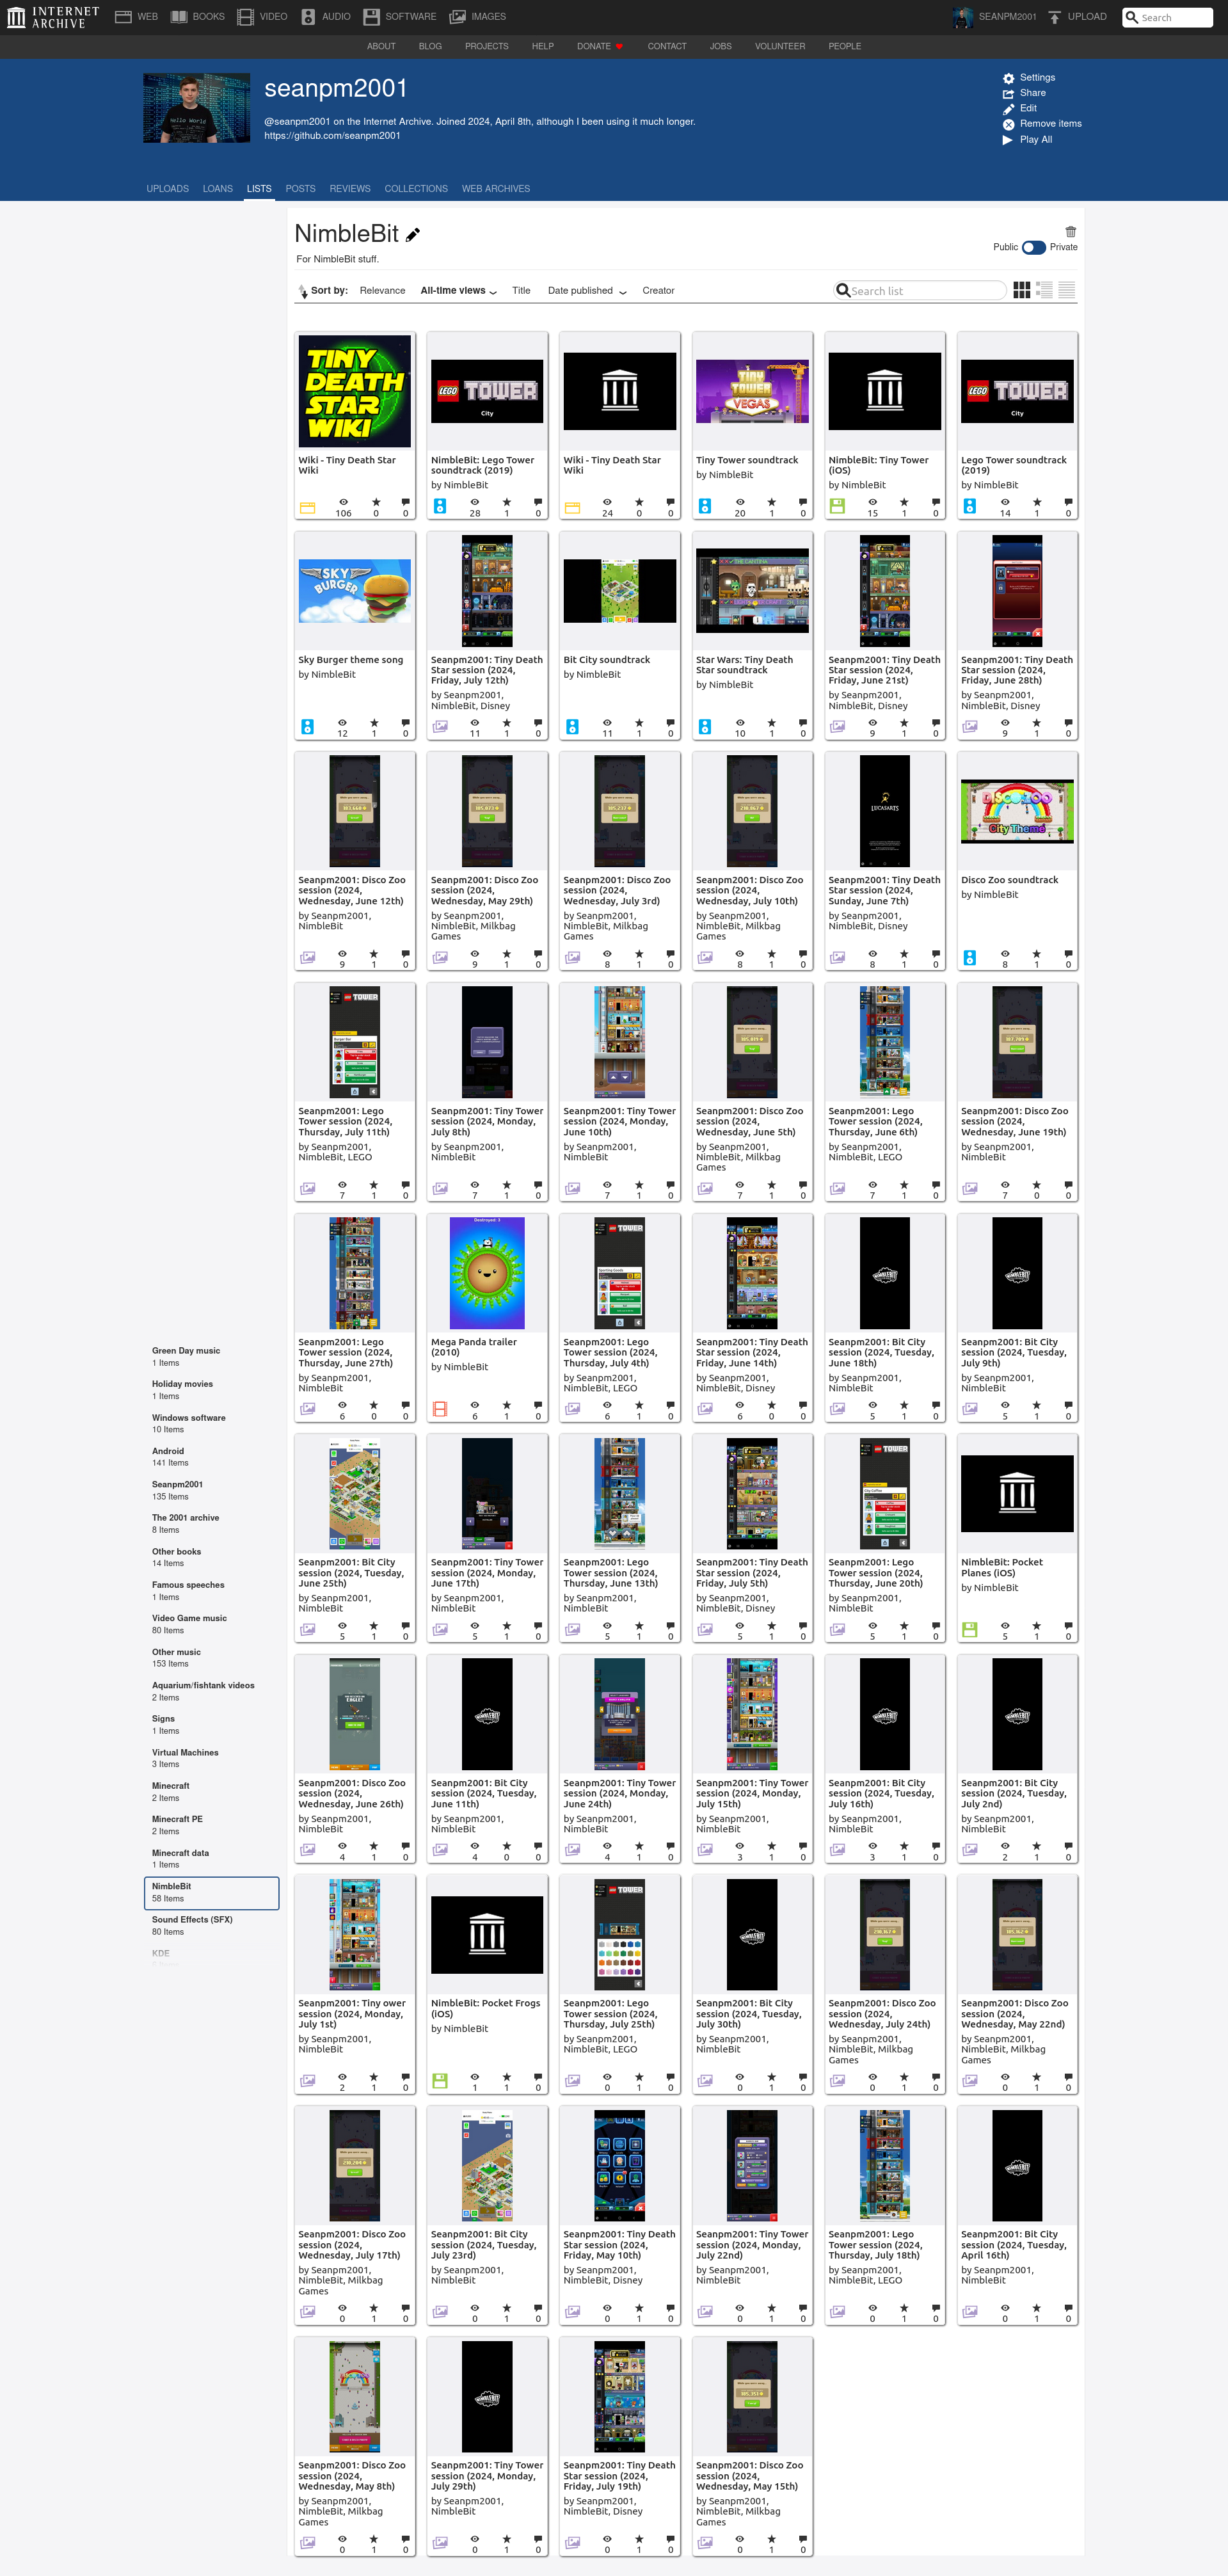 INTERNET ARCHIVE
WEB
BOOKS
VIDEO
AUDIO
SOFTWARE
IMAGES
SEANPM2001
UPLOAD
Search
ABOUT
BLOG
PROJECTS
HELP
DONATE
CONTACT
JOBS
VOLUNTEER
PEOPLE
seanpm2001
@seanpm2001 on the Internet Archive. Joined 2024, April 8th, although I been using it much longer.
https://github.com/seanpm2001
Settings
Share
Edit
Remove items
Play All
UPLOADS
LOANS
LISTS
POSTS
REVIEWS
COLLECTIONS
WEB ARCHIVES
NimbleBit
For NimbleBit stuff.
Public
Private
Sort by:
Relevance
All-time views
Title
Date published
Creator
Search list
TINY DEATH STAR WIKI
Wiki - Tiny Death Star
Wiki
106 0 0
LEGO TOWER
City
NimbleBit: Lego Tower
soundtrack (2019)
by NimbleBit
28 1 0
Wiki - Tiny Death Star
Wiki
24 0 0
TINY TOWER VEGAS
Tiny Tower soundtrack
by NimbleBit
20 1 0
NimbleBit: Tiny Tower
(iOS)
by NimbleBit
15 1 0
LEGO TOWER
City
Lego Tower soundtrack
(2019)
by NimbleBit
14 1 0
SKY BURGER
Sky Burger theme song
by NimbleBit
12 1 0
Seanpm2001: Tiny Death
Star session (2024,
Friday, July 12th)
by Seanpm2001,
NimbleBit, Disney
11 1 0
Bit City soundtrack
by NimbleBit
11 1 0
Star Wars: Tiny Death
Star soundtrack
by NimbleBit
10 1 0
Seanpm2001: Tiny Death
Star session (2024,
Friday, June 21st)
by Seanpm2001,
NimbleBit, Disney
9 1 0
Seanpm2001: Tiny Death
Star session (2024,
Friday, June 28th)
by Seanpm2001,
NimbleBit, Disney
9 1 0
Seanpm2001: Disco Zoo
session (2024,
Wednesday, June 12th)
by Seanpm2001,
NimbleBit
9 1 0
Seanpm2001: Disco Zoo
session (2024,
Wednesday, May 29th)
by Seanpm2001,
NimbleBit, Milkbag
Games
9 1 0
Seanpm2001: Disco Zoo
session (2024,
Wednesday, July 3rd)
by Seanpm2001,
NimbleBit, Milkbag
Games
8 1 0
Seanpm2001: Disco Zoo
session (2024,
Wednesday, July 10th)
by Seanpm2001,
NimbleBit, Milkbag
Games
8 1 0
LUCASARTS
Seanpm2001: Tiny Death
Star session (2024,
Sunday, June 7th)
by Seanpm2001,
NimbleBit, Disney
8 1 0
DISCO ZOO
City Theme
Disco Zoo soundtrack
by NimbleBit
8 1 0
LEGO TOWER
Seanpm2001: Lego
Tower session (2024,
Thursday, July 11th)
by Seanpm2001,
NimbleBit, LEGO
7 1 0
Seanpm2001: Tiny Tower
session (2024, Monday,
July 8th)
by Seanpm2001,
NimbleBit
7 1 0
Seanpm2001: Tiny Tower
session (2024, Monday,
June 10th)
by Seanpm2001,
NimbleBit
7 1 0
Seanpm2001: Disco Zoo
session (2024,
Wednesday, June 5th)
by Seanpm2001,
NimbleBit, Milkbag
Games
7 1 0
Seanpm2001: Lego
Tower session (2024,
Thursday, June 6th)
by Seanpm2001,
NimbleBit, LEGO
7 1 0
Seanpm2001: Disco Zoo
session (2024,
Wednesday, June 19th)
by Seanpm2001,
NimbleBit
7 0 0
Seanpm2001: Lego
Tower session (2024,
Thursday, June 27th)
by Seanpm2001,
NimbleBit
6 0 0
Mega Panda trailer
(2010)
by NimbleBit
6 1 0
LEGO TOWER
Seanpm2001: Lego
Tower session (2024,
Thursday, July 4th)
by Seanpm2001,
NimbleBit, LEGO
6 1 0
Seanpm2001: Tiny Death
Star session (2024,
Friday, June 14th)
by Seanpm2001,
NimbleBit, Disney
6 0 0
NIMBLEBIT
Seanpm2001: Bit City
session (2024, Tuesday,
June 18th)
by Seanpm2001,
NimbleBit
5 1 0
NIMBLEBIT
Seanpm2001: Bit City
session (2024, Tuesday,
July 9th)
by Seanpm2001,
NimbleBit
5 1 0
Seanpm2001: Bit City
session (2024, Tuesday,
June 25th)
by Seanpm2001,
NimbleBit
5 1 0
Seanpm2001: Tiny Tower
session (2024, Monday,
June 17th)
by Seanpm2001,
NimbleBit
5 1 0
Seanpm2001: Lego
Tower session (2024,
Thursday, June 13th)
by Seanpm2001,
NimbleBit
5 1 0
Seanpm2001: Tiny Death
Star session (2024,
Friday, July 5th)
by Seanpm2001,
NimbleBit, Disney
5 1 0
LEGO TOWER
Seanpm2001: Lego
Tower session (2024,
Thursday, June 20th)
by Seanpm2001,
NimbleBit
5 1 0
NimbleBit: Pocket
Planes (iOS)
by NimbleBit
5 1 0
Seanpm2001: Disco Zoo
session (2024,
Wednesday, June 26th)
by Seanpm2001,
NimbleBit
4 1 0
NIMBLEBIT
Seanpm2001: Bit City
session (2024, Tuesday,
June 11th)
by Seanpm2001,
NimbleBit
4 0 0
Seanpm2001: Tiny Tower
session (2024, Monday,
June 24th)
by Seanpm2001,
NimbleBit
4 1 0
Seanpm2001: Tiny Tower
session (2024, Monday,
July 15th)
by Seanpm2001,
NimbleBit
3 1 0
NIMBLEBIT
Seanpm2001: Bit City
session (2024, Tuesday,
July 16th)
by Seanpm2001,
NimbleBit
3 1 0
NIMBLEBIT
Seanpm2001: Bit City
session (2024, Tuesday,
July 2nd)
by Seanpm2001,
NimbleBit
2 1 0
Seanpm2001: Tiny ower
session (2024, Monday,
July 1st)
by Seanpm2001,
NimbleBit
2 1 0
NimbleBit: Pocket Frogs
(iOS)
by NimbleBit
1 1 0
LEGO TOWER
Seanpm2001: Lego
Tower session (2024,
Thursday, July 25th)
by Seanpm2001,
NimbleBit, LEGO
0 1 0
NIMBLEBIT
Seanpm2001: Bit City
session (2024, Tuesday,
July 30th)
by Seanpm2001,
NimbleBit
0 1 0
Seanpm2001: Disco Zoo
session (2024,
Wednesday, July 24th)
by Seanpm2001,
NimbleBit, Milkbag
Games
0 1 0
Seanpm2001: Disco Zoo
session (2024,
Wednesday, May 22nd)
by Seanpm2001,
NimbleBit, Milkbag
Games
0 1 0
Seanpm2001: Disco Zoo
session (2024,
Wednesday, July 17th)
by Seanpm2001,
NimbleBit, Milkbag
Games
0 1 0
Seanpm2001: Bit City
session (2024, Tuesday,
July 23rd)
by Seanpm2001,
NimbleBit
0 1 0
Seanpm2001: Tiny Death
Star session (2024,
Friday, May 10th)
by Seanpm2001,
NimbleBit, Disney
0 1 0
Seanpm2001: Tiny Tower
session (2024, Monday,
July 22nd)
by Seanpm2001,
NimbleBit
0 1 0
Seanpm2001: Lego
Tower session (2024,
Thursday, July 18th)
by Seanpm2001,
NimbleBit, LEGO
0 1 0
NIMBLEBIT
Seanpm2001: Bit City
session (2024, Tuesday,
April 16th)
by Seanpm2001,
NimbleBit
0 1 0
Seanpm2001: Disco Zoo
session (2024,
Wednesday, May 8th)
by Seanpm2001,
NimbleBit, Milkbag
Games
0 1 0
NIMBLEBIT
Seanpm2001: Tiny Tower
session (2024, Monday,
July 29th)
by Seanpm2001,
NimbleBit
0 1 0
Seanpm2001: Tiny Death
Star session (2024,
Friday, July 19th)
by Seanpm2001,
NimbleBit, Disney
0 1 0
Seanpm2001: Disco Zoo
session (2024,
Wednesday, May 15th)
by Seanpm2001,
NimbleBit, Milkbag
Games
0 1 0
Green Day music
1 Items
Holiday movies
1 Items
Windows software
10 Items
Android
141 Items
Seanpm2001
135 Items
The 2001 archive
8 Items
Other books
14 Items
Famous speeches
1 Items
Video Game music
80 Items
Other music
153 Items
Aquarium/fishtank videos
2 Items
Signs
1 Items
Virtual Machines
3 Items
Minecraft
2 Items
Minecraft PE
2 Items
Minecraft data
1 Items
NimbleBit
58 Items
Sound Effects (SFX)
80 Items
KDE